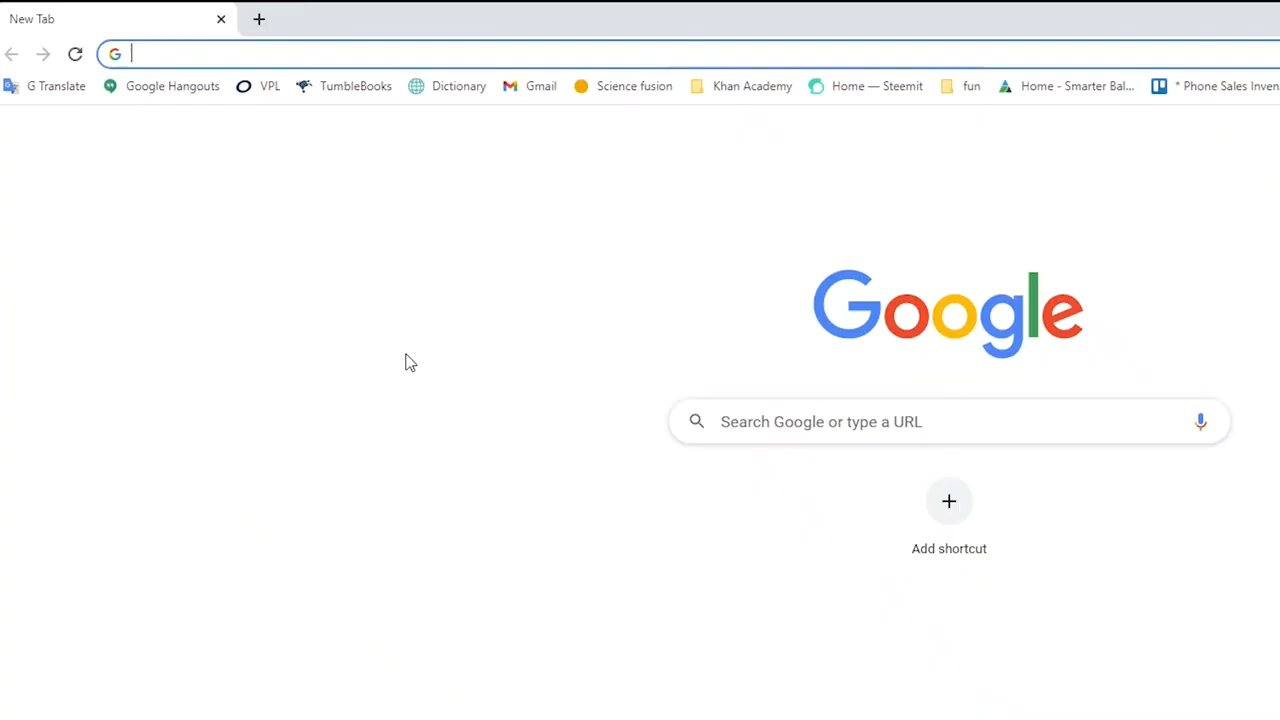 New Tab
G Translate Google Hangouts VPL TumbleBooks Dictionary Gmail Science fusion Khan Academy Home — Steemit fun Home - Smarter Bal... * Phone Sales Inven
Google
Search Google or type a URL
Add shortcut